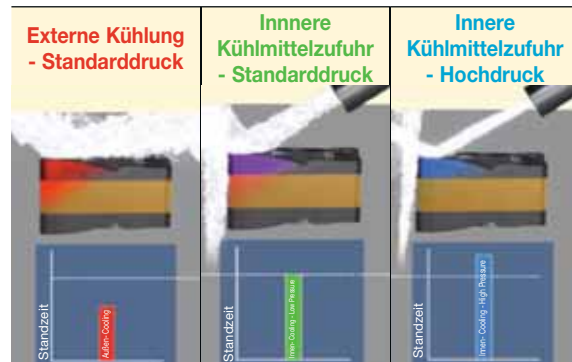 Externe Kühlung
- Standarddruck
Innnere
Kühlmittelzufuhr
- Standarddruck
Innere
Kühlmittelzufuhr
- Hochdruck
Standzeit
Außen-Cooling
Standzeit
Innen- Cooling - Low Pressure
Standzeit
Innen- Cooling - High Pressure